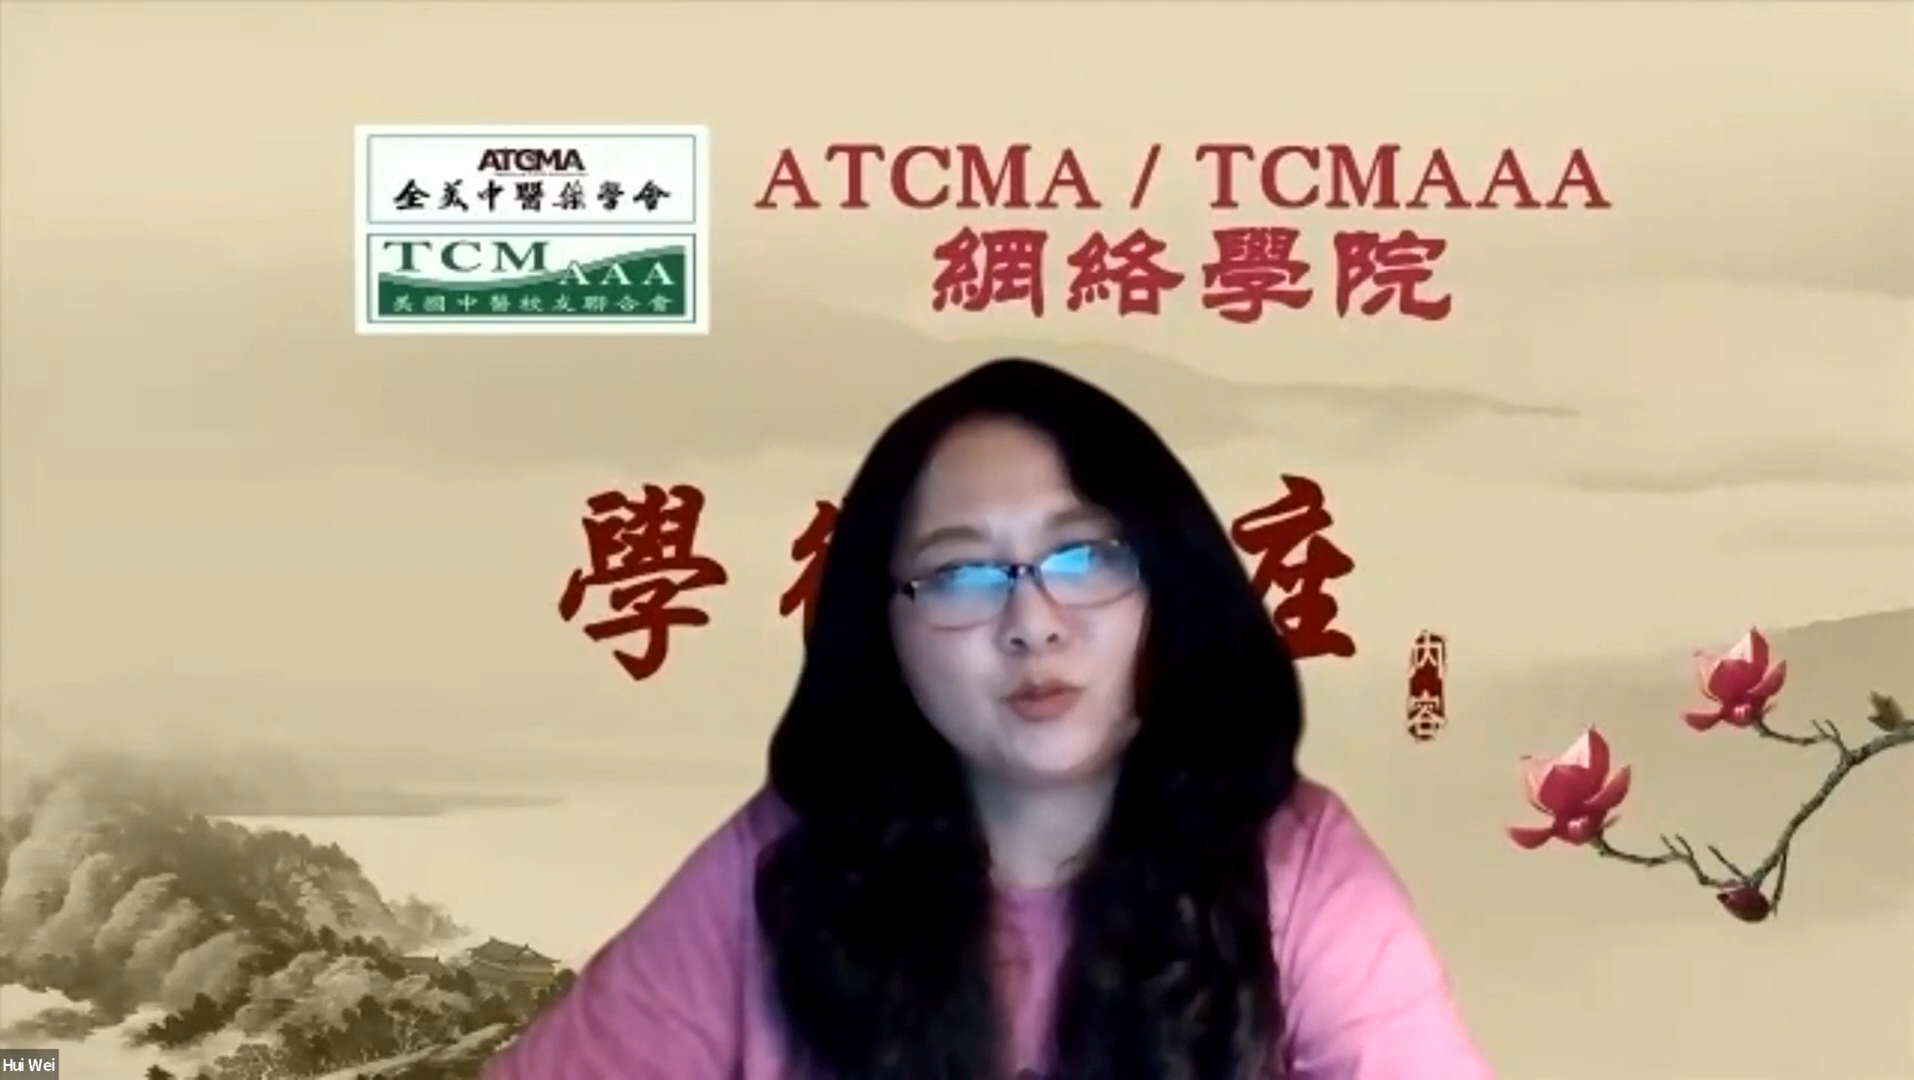 ATCMA
全美中醫藥學會
TCM AAA
美國中醫校友聯合會
ATCMA / TCMAAA
網絡學院
學 座
内容
Hui Wei